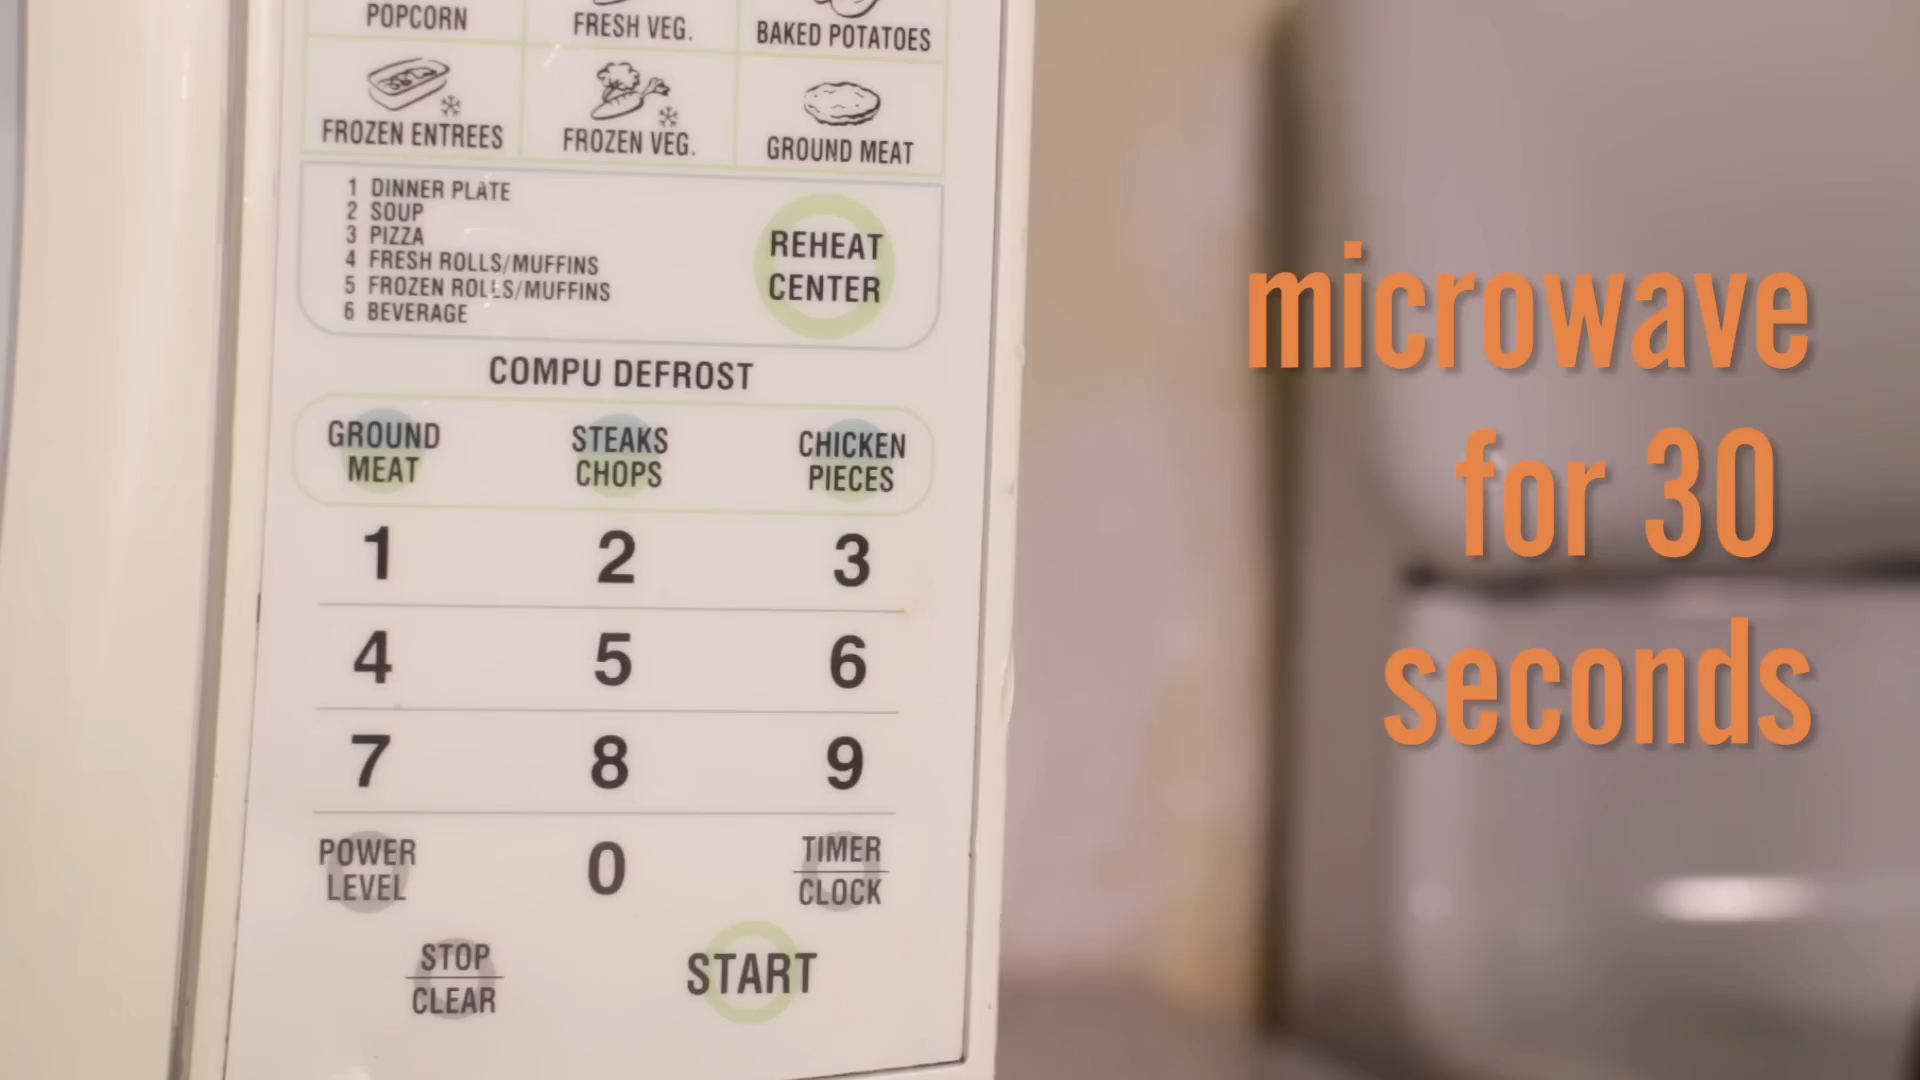 POPCORN
FRESH VEG.
BAKED POTATOES
FROZEN ENTREES
FROZEN VEG.
GROUND MEAT
1 DINNER PLATE
2 SOUP
3 PIZZA
4 FRESH ROLLS/MUFFINS
5 FROZEN ROLLS/MUFFINS
6 BEVERAGE
REHEAT
CENTER
COMPU DEFROST
GROUND
MEAT
STEAKS
CHOPS
CHICKEN
PIECES
1 2 3
4 5 6
7 8 9
POWER
LEVEL
0
TIMER
CLOCK
STOP
CLEAR
START
microwave
for 30
seconds